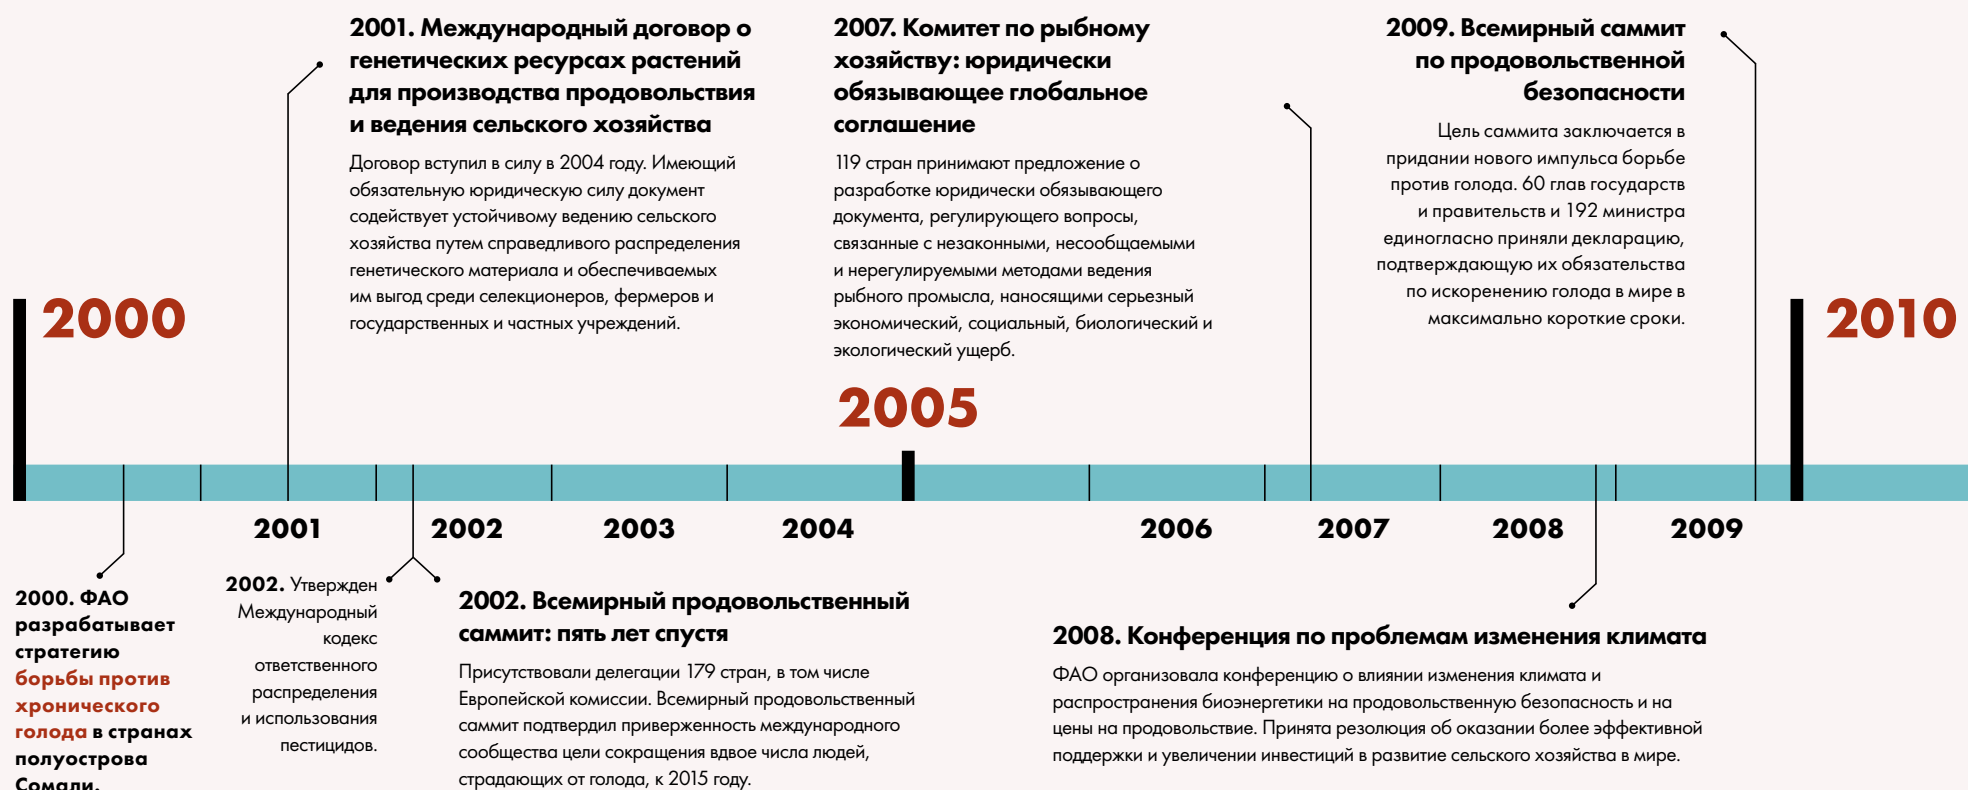 2001. Международный договор о
генетических ресурсах растений
для производства продовольствия
и ведения сельского хозяйства
Договор вступил в силу в 2004 году. Имеющий
обязательную юридическую силу документ
содействует устойчивому ведению сельского
хозяйства путем справедливого распределения
генетического материала и обеспечиваемых
им выгод среди селекционеров, фермеров и
государственных и частных учреждений.
2007. Комитет по рыбному
хозяйству: юридически
обязывающее глобальное
соглашение
119 стран принимают предложение о
разработке юридически обязывающего
документа, регулирующего вопросы,
связанные с незаконными, несообщаемыми
и нерегулируемыми методами ведения
рыбного промысла, наносящими серьезный
экономический, социальный, биологический и
экологический ущерб.
2009. Всемирный саммит
по продовольственной
безопасности
Цель саммита заключается в
придании нового импульса борьбе
против голода. 60 глав государств
и правительств и 192 министра
единогласно приняли декларацию,
подтверждающую их обязательства
по искоренению голода в мире в
максимально короткие сроки.
2000
2005
2010
2001
2002
2003
2004
2006
2007
2008
2009
2000. ФАО
разрабатывает
стратегию
борьбы против
хронического
голода в странах
полуострова
Сомали.
2002. Утвержден
Международный
кодекс
ответственного
распределения
и использования
пестицидов.
2002. Всемирный продовольственный
саммит: пять лет спустя
Присутствовали делегации 179 стран, в том числе
Европейской комиссии. Всемирный продовольственный
саммит подтвердил приверженность международного
сообщества цели сокращения вдвое числа людей,
страдающих от голода, к 2015 году.
2008. Конференция по проблемам изменения климата
ФАО организовала конференцию о влиянии изменения климата и
распространения биоэнергетики на продовольственную безопасность и на
цены на продовольствие. Принята резолюция об оказании более эффективной
поддержки и увеличении инвестиций в развитие сельского хозяйства в мире.